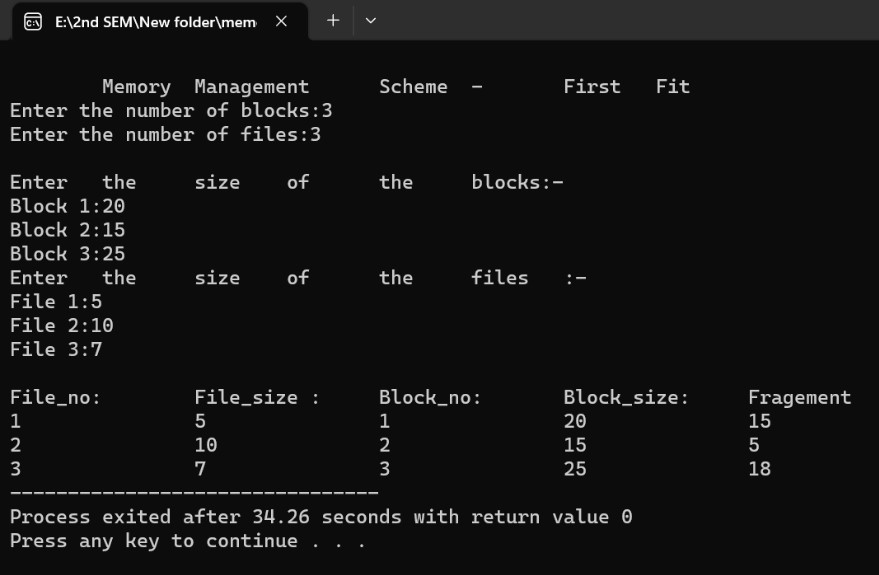 E:\2nd SEM\New folder\mem
Memory Management Scheme - First Fit
Enter the number of blocks:3
Enter the number of files:3
Enter the size of the blocks:-
Block 1:20
Block 2:15
Block 3:25
Enter the size of the files :-
File 1:5
File 2:10
File 3:7
File_no: File_size : Block_no: Block_size: Fragement
1 5 1 20 15
2 10 2 15 5
3 7 3 25 18
--------------------------------
Process exited after 34.26 seconds with return value 0
Press any key to continue . . .